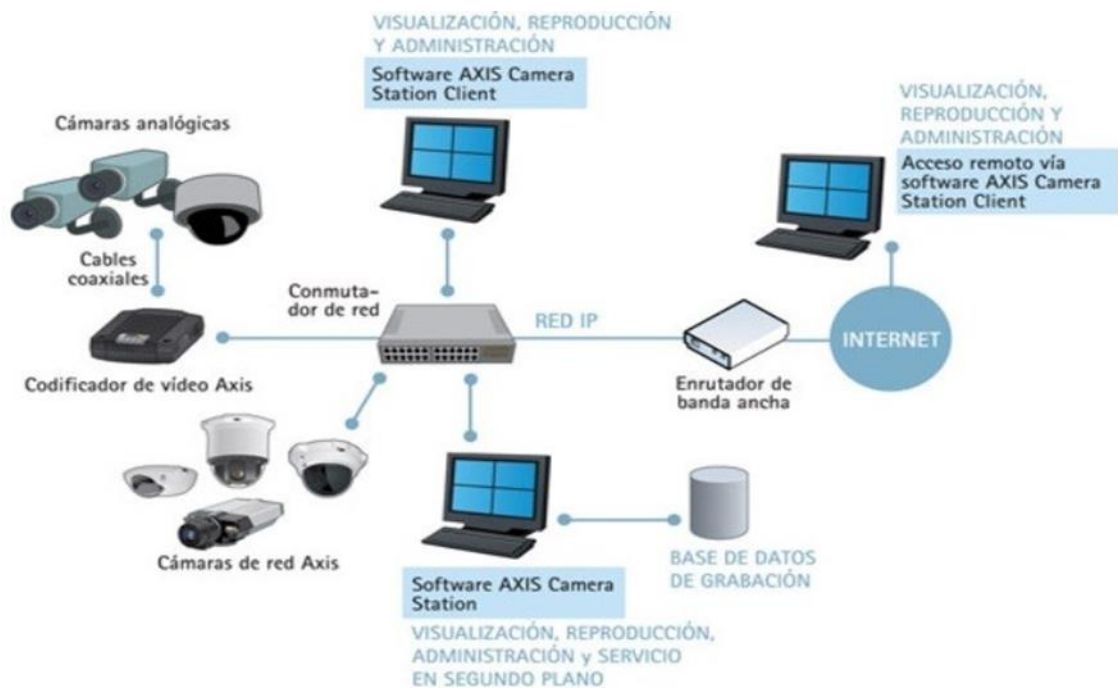 VISUALIZACIÓN, REPRODUCCIÓN
Y ADMINISTRACIÓN
Software AXIS Camera
Station Client
VISUALIZACIÓN,
REPRODUCCIÓN Y
ADMINISTRACIÓN
Acceso remoto vía
software AXIS Camera
Station Client
Cámaras analógicas
Cables
coaxiales
Conmuta-
dor de red
RED IP
INTERNET
Codificador de vídeo Axis
Enrutador de
banda ancha
Cámaras de red Axis
BASE DE DATOS
DE GRABACIÓN
Software AXIS Camera
Station
VISUALIZACIÓN, REPRODUCCIÓN,
ADMINISTRACIÓN y SERVICIO
EN SEGUNDO PLANO